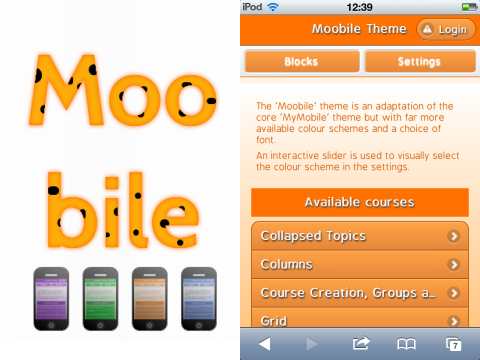 Moo
bile
iPod 12:39
Moobile Theme Login
Blocks Settings
The 'Moobile' theme is an adaptation of the
core 'MyMobile' theme but with far more
available colour schemes and a choice of
font.
An interactive slider is used to visually select
the colour scheme in the settings.
Available courses
Collapsed Topics
Columns
Course Creation, Groups a...
Grid
7